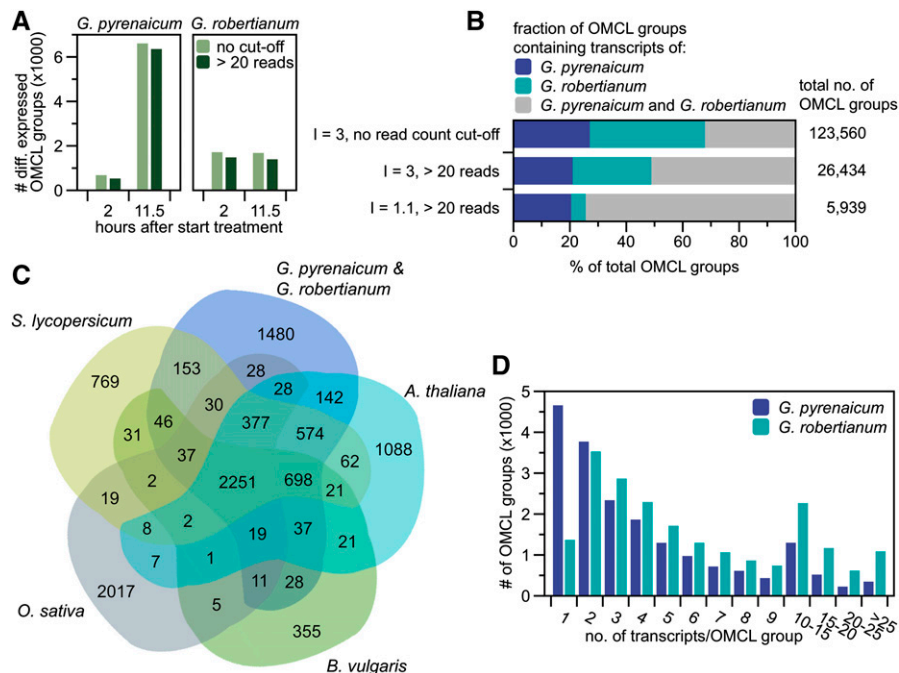 A
G. pyrenaicum G. robertianum
no cut-off
> 20 reads
# diff. expressed
OMCL groups (x1000)
6
4
2
0
2 11.5 2 11.5
hours after start treatment
B
fraction of OMCL groups
containing transcripts of:
G. pyrenaicum
G. robertianum
G. pyrenaicum and G. robertianum
total no. of
OMCL groups
I = 3, no read count cut-off 123,560
I = 3, > 20 reads 26,434
I = 1.1, > 20 reads 5,939
0 20 40 60 80 100
% of total OMCL groups
C
G. pyrenaicum &
G. robertianum
S. lycopersicum
A. thaliana
O. sativa
B. vulgaris
1480
153 28
769 28 142
30
46 377 574 1088
31
37 62
2 2251 698 21
19
8 2 19 37 21
7 1
2017 11 28
5
355
D
G. pyrenaicum
G. robertianum
# of OMCL groups (x1000)
5
4
3
2
1
0
1 2 3 4 5 6 7 8 9 10-15 15-20 20-25 >25
no. of transcripts/OMCL group